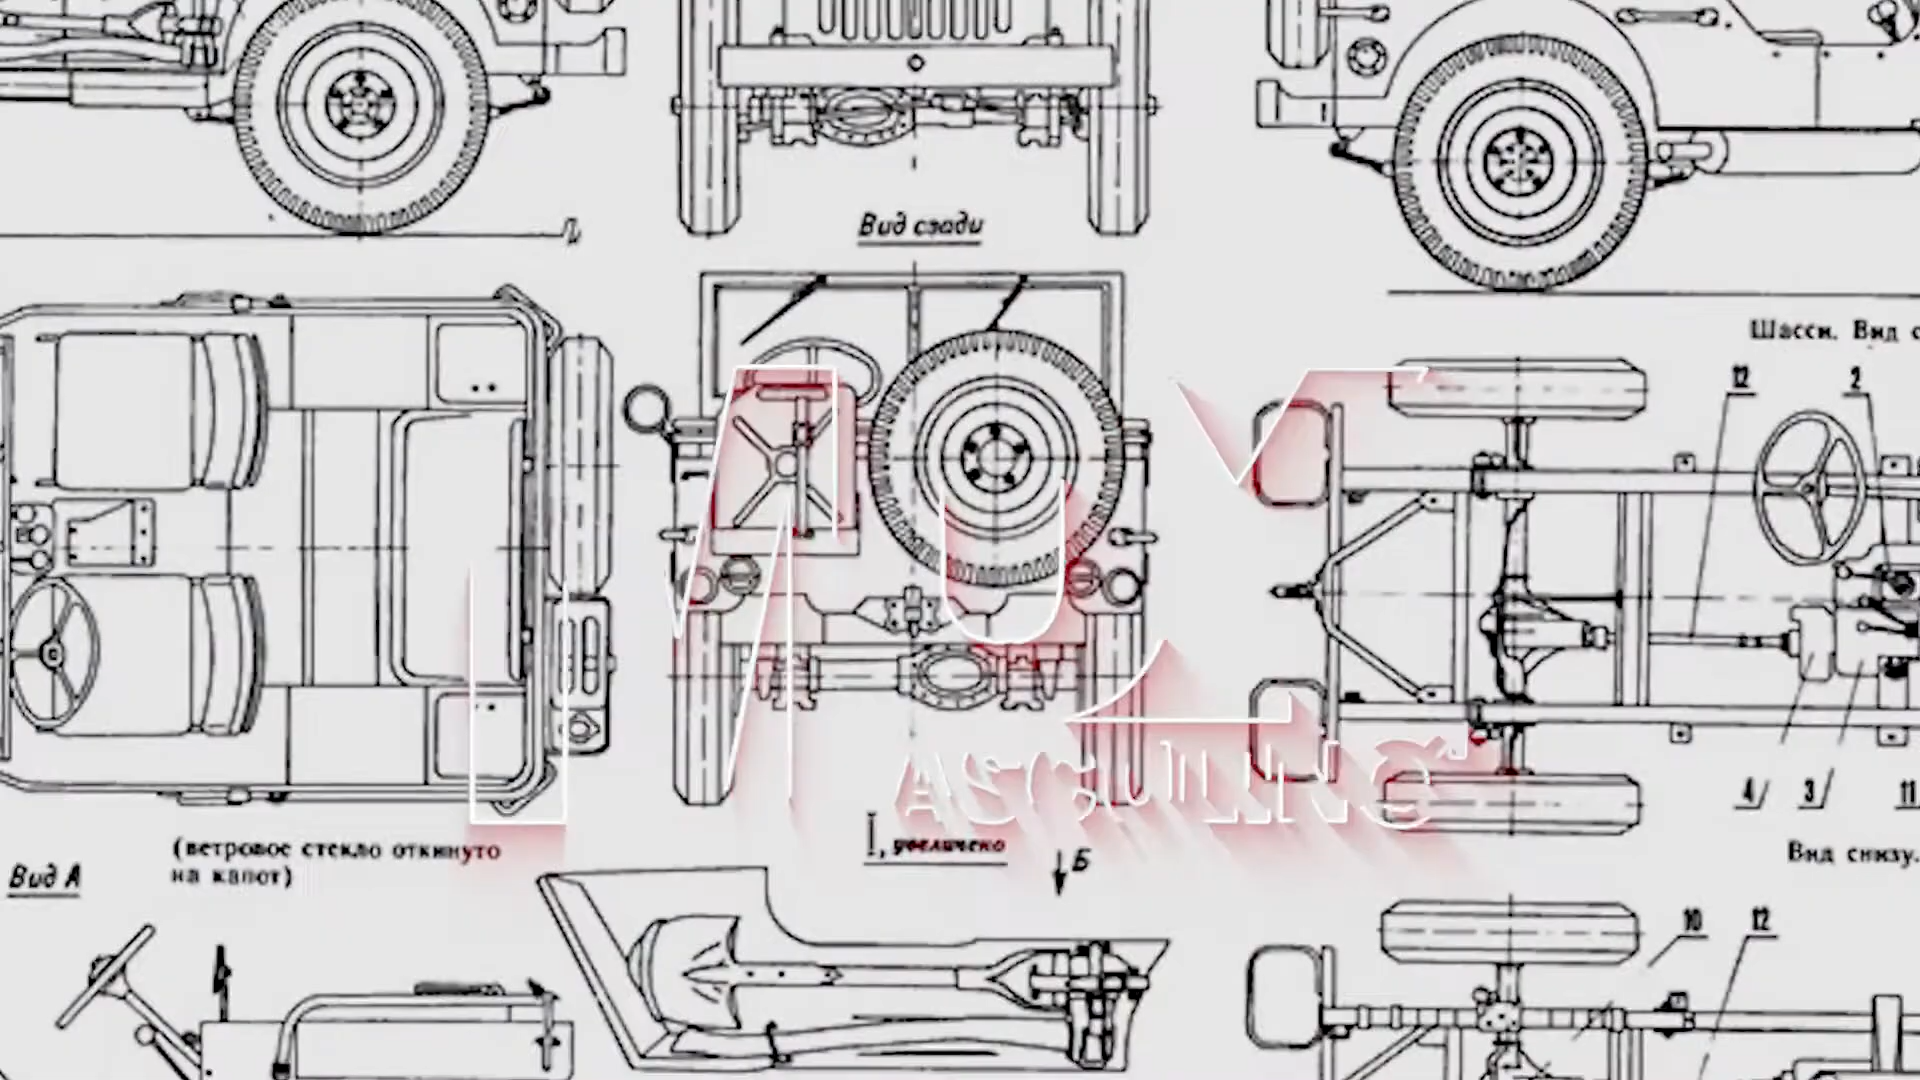 Вид сзади
Шасси. Вид с
12 2
4 3 11
I, увеличено
(ветровое стекло откинуто
на капот)
Вид А
Б
Вид снизу.
10 12